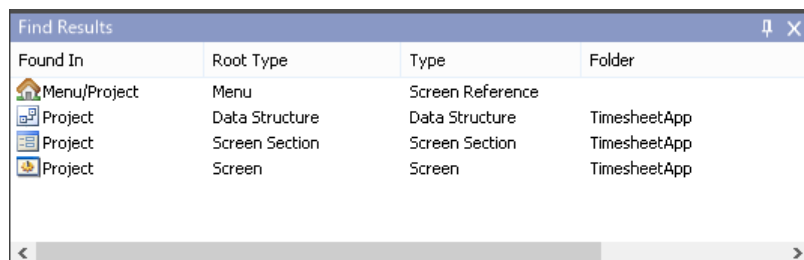 Find Results
Found In Root Type Type Folder
Menu/Project Menu Screen Reference
Project Data Structure Data Structure TimesheetApp
Project Screen Section Screen Section TimesheetApp
Project Screen Screen TimesheetApp